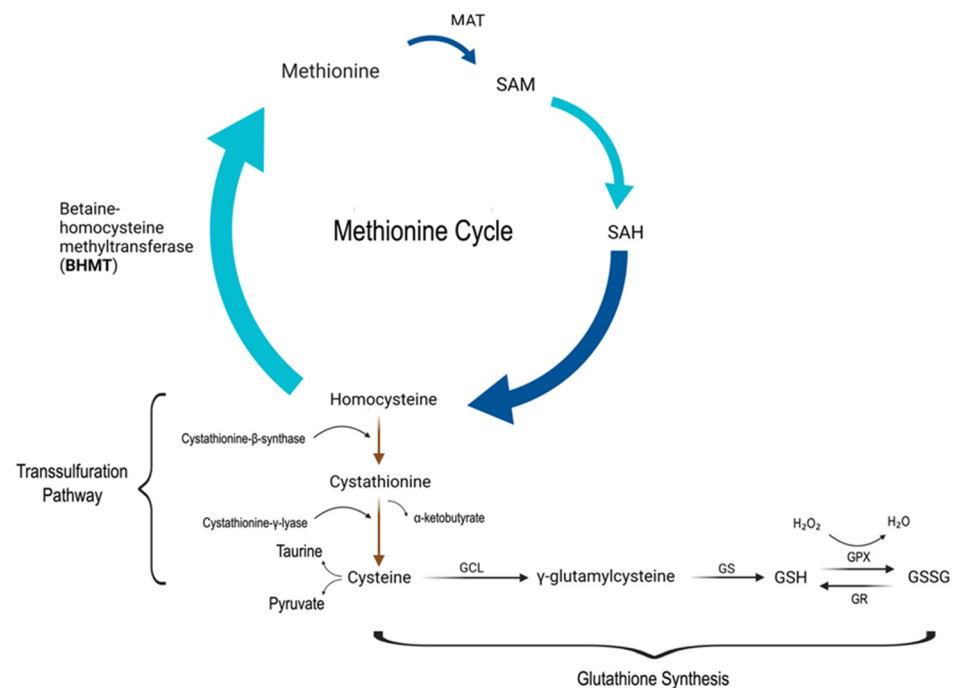 MAT
Methionine
SAM
Betaine-
homocysteine
methyltransferase
(BHMT)
Methionine Cycle
SAH
Homocysteine
Cystathionine-β-synthase
Transsulfuration
Pathway
Cystathionine
Cystathionine-γ-lyase
α-ketobutyrate
Taurine
Cysteine
Pyruvate
GCL
γ-glutamylcysteine
GS
GSH
H₂O₂
H₂O
GPX
GR
GSSG
Glutathione Synthesis